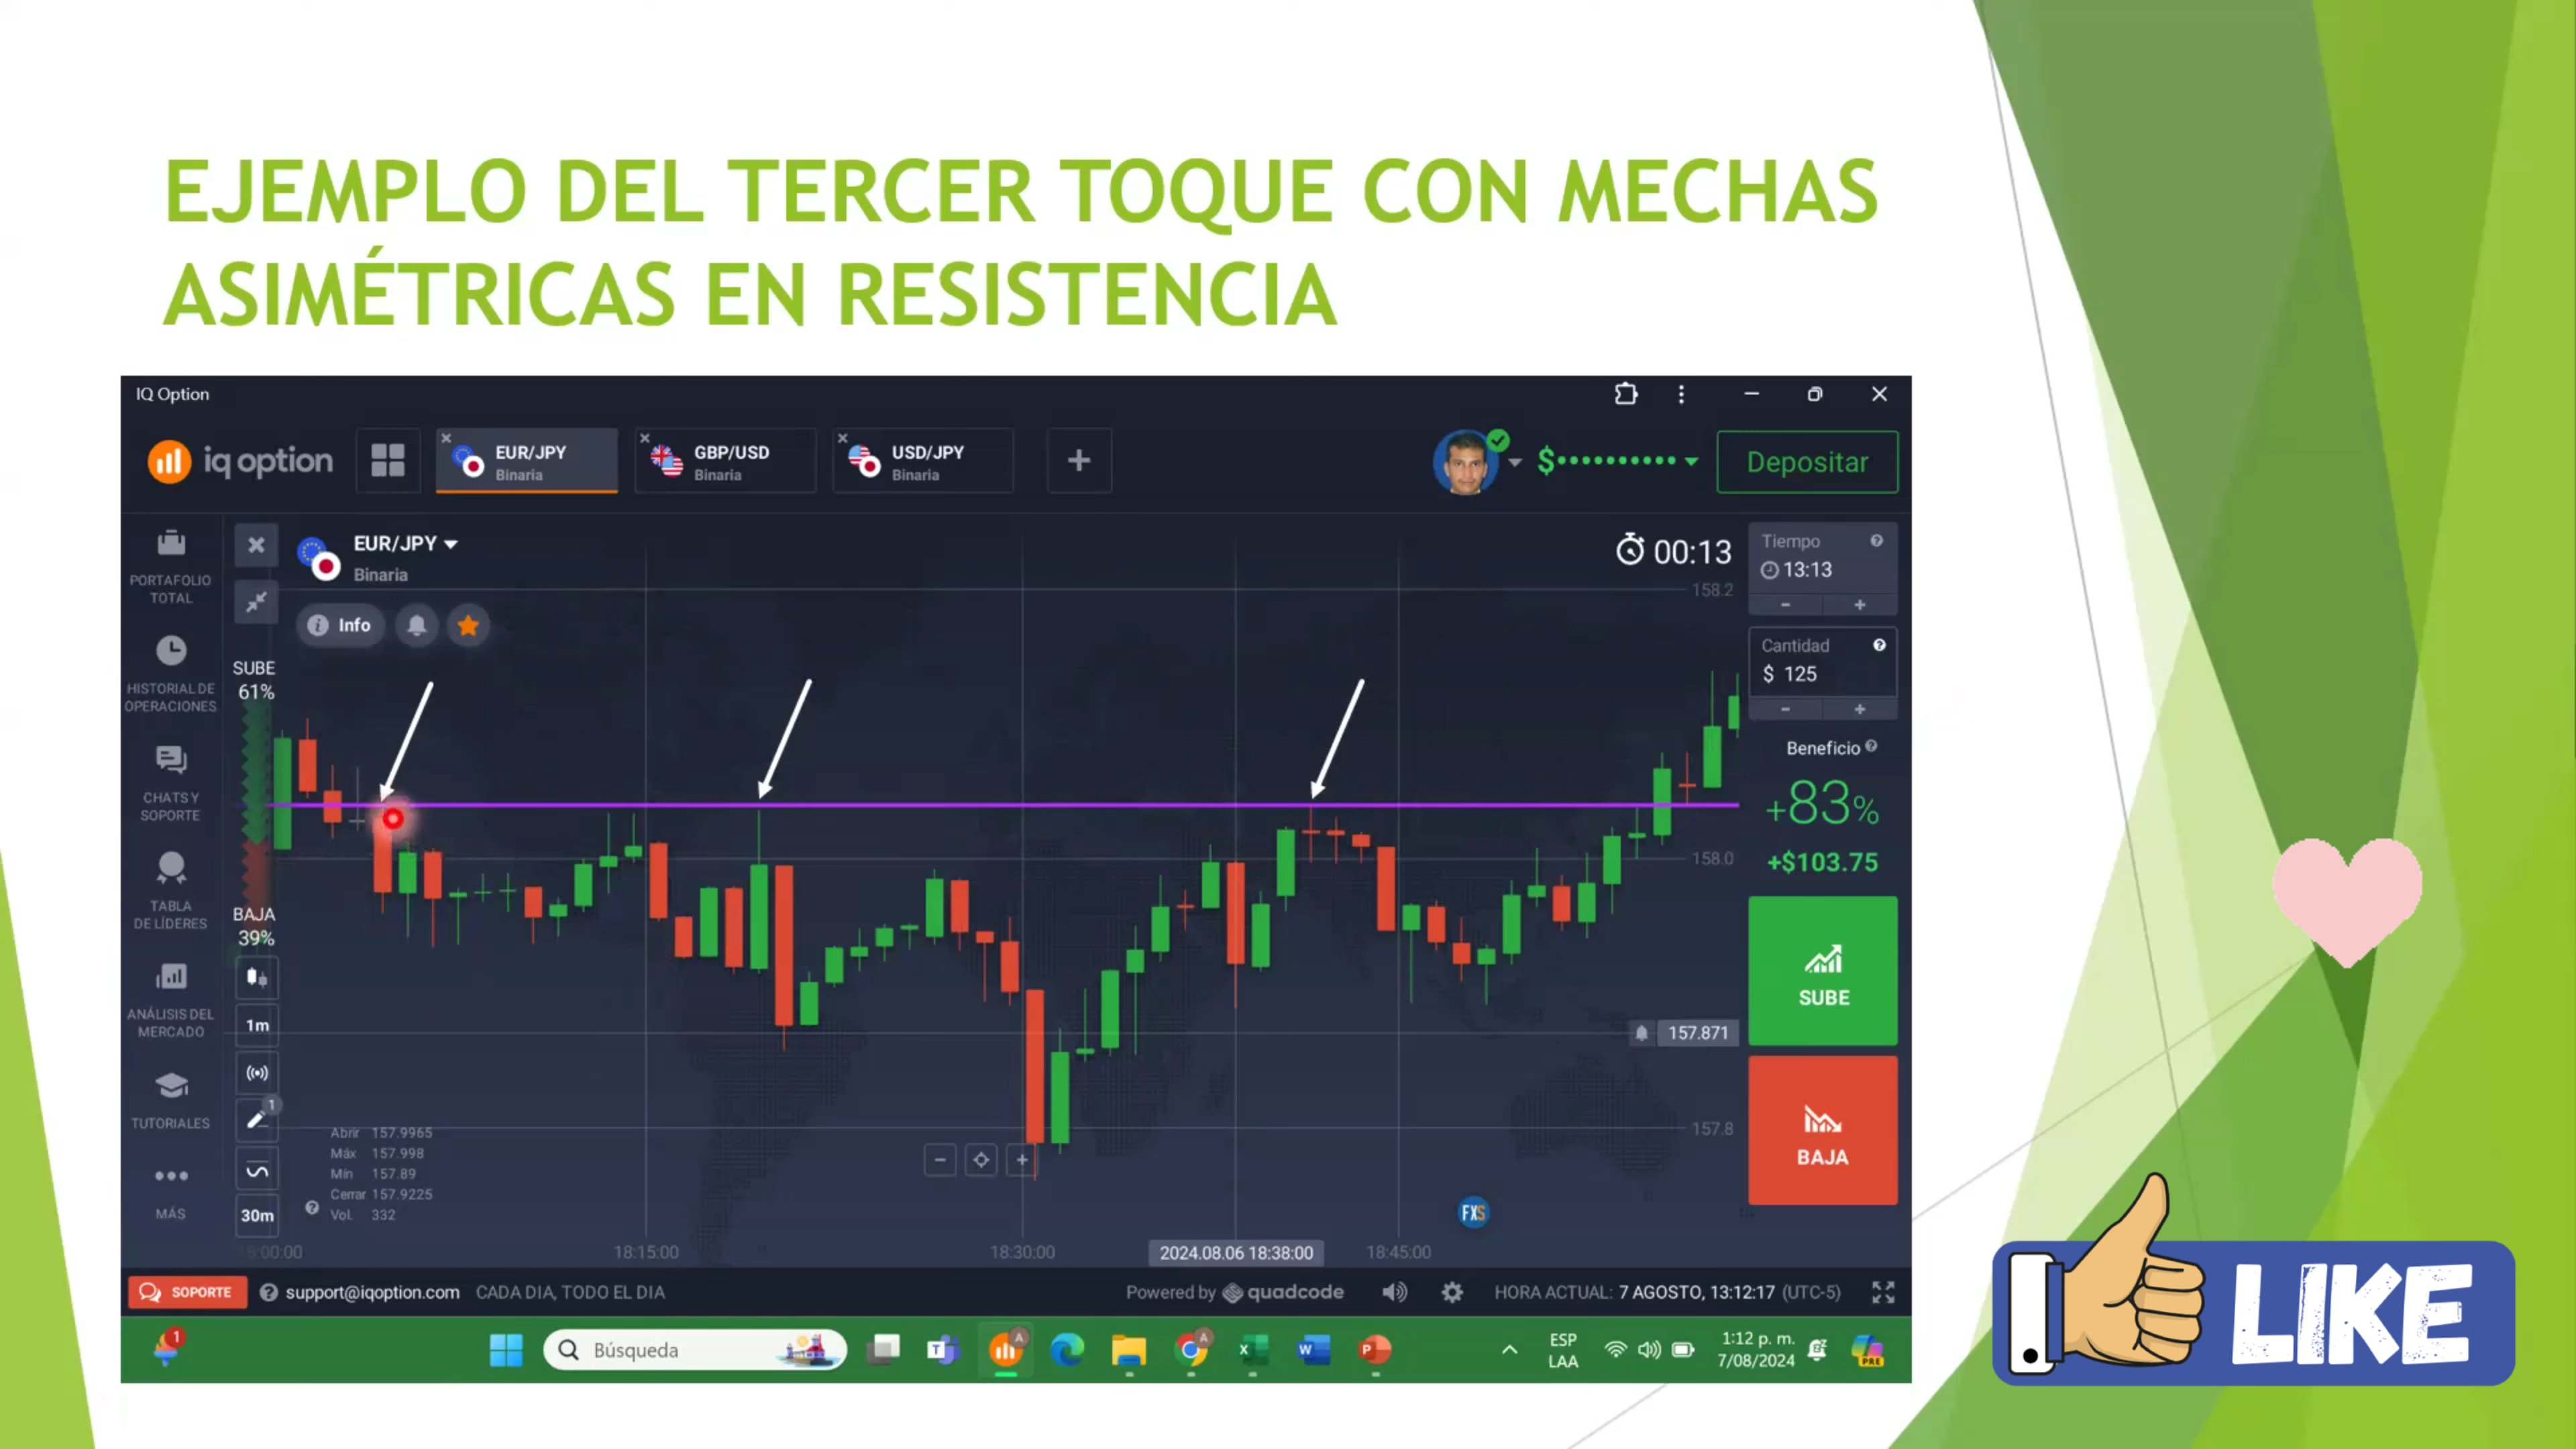 EJEMPLO DEL TERCER TOQUE CON MECHAS
ASIMÉTRICAS EN RESISTENCIA
IQ Option
iq option
EUR/JPY
Binaria
GBP/USD
Binaria
USD/JPY
Binaria
+
$••••••••••
Depositar
PORTAFOLIO
TOTAL
HISTORIAL DE
OPERACIONES
CHATS Y
SOPORTE
TABLA
DE LÍDERES
ANÁLISIS DEL
MERCADO
TUTORIALES
MÁS
EUR/JPY
Binaria
Info
SUBE
61%
BAJA
39%
1m
1
30m
Abrir 157.9965
Máx 157.998
Mín 157.89
Cerrar 157.9225
Vol. 332
00:13
158.2
158.0
157.871
157.8
FXS
18:15:00
18:30:00
2024.08.06 18:38:00
18:45:00
Tiempo
13:13
- +
Cantidad
$ 125
- +
Beneficio
+83%
+$103.75
SUBE
BAJA
SOPORTE
support@iqoption.com CADA DIA, TODO EL DIA
Powered by quadcode
HORA ACTUAL: 7 AGOSTO, 13:12:17 (UTC-5)
1
Búsqueda
ESP
LAA
1:12 p. m.
7/08/2024
PRE
LIKE